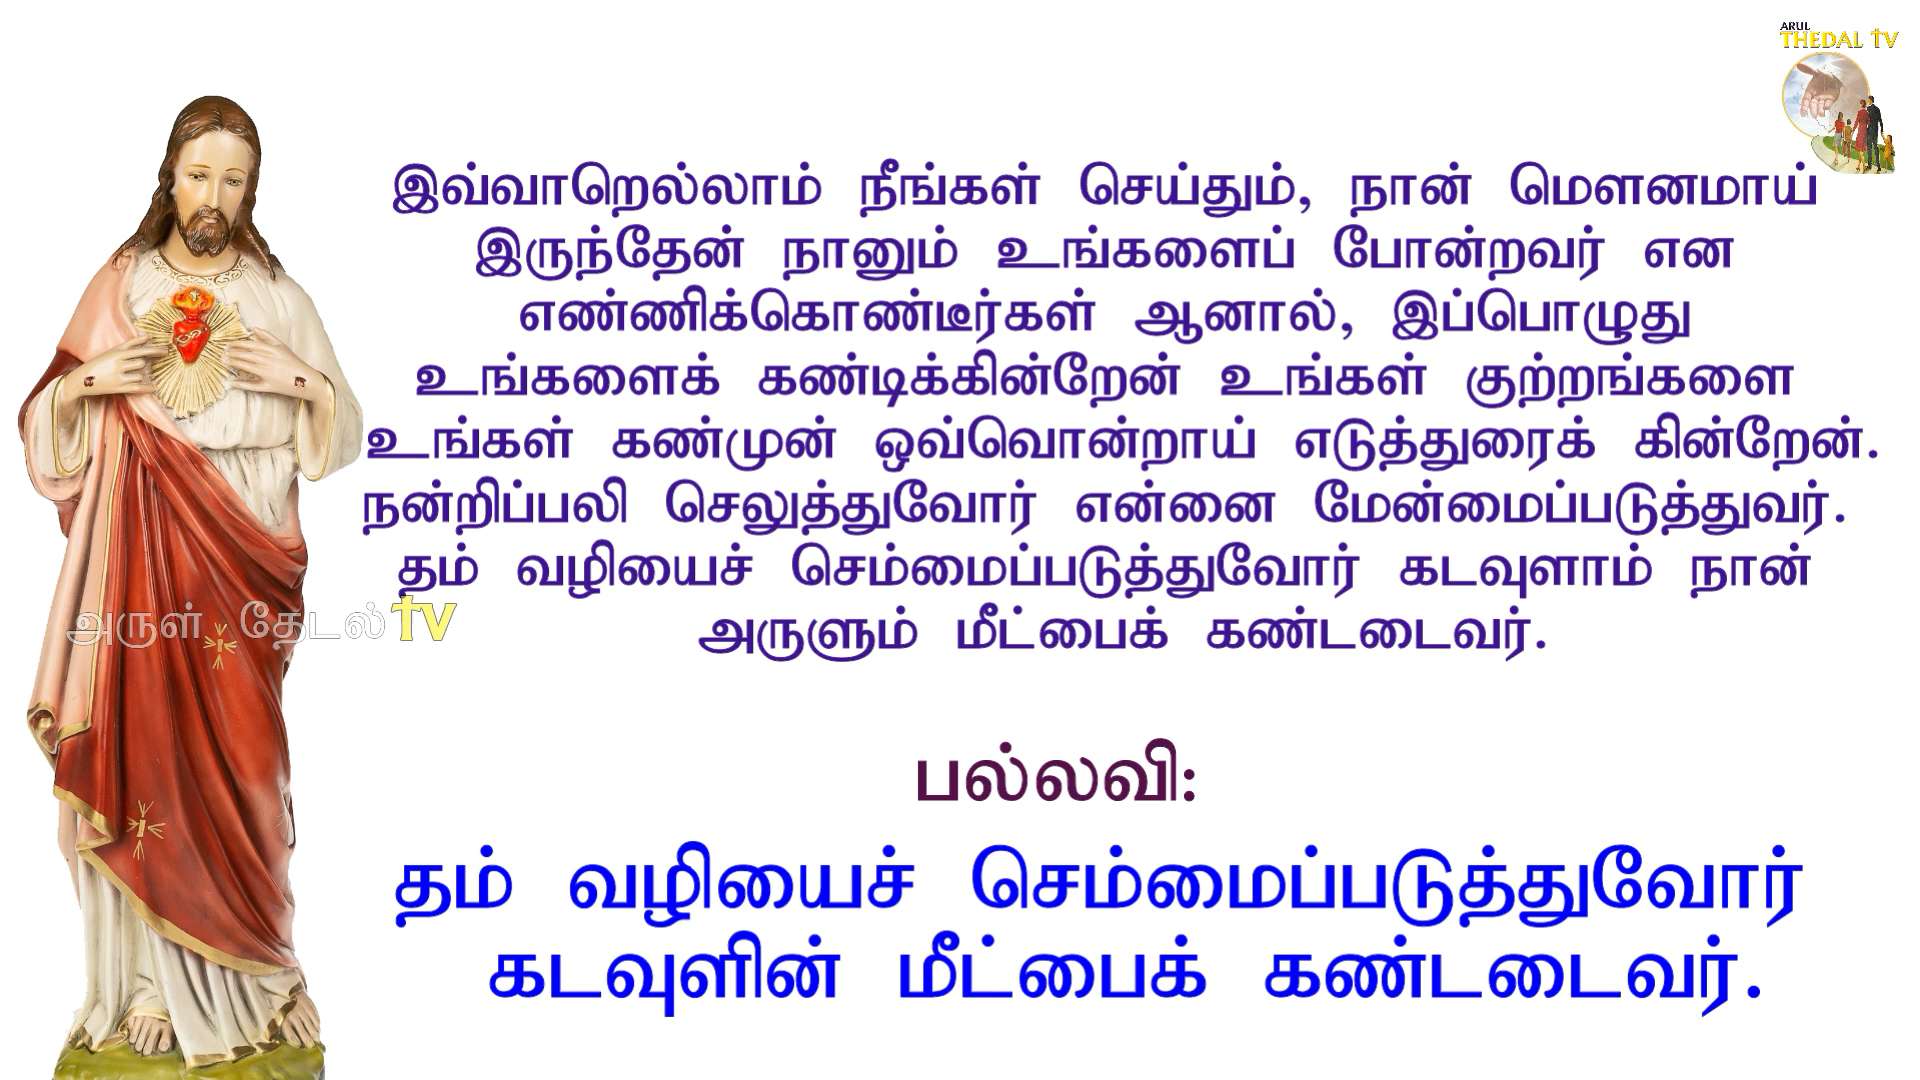 ARUL
THEDAL TV
இவ்வாறெல்லாம் நீங்கள் செய்தும், நான் மௌனமாய்
இருந்தேன் நானும் உங்களைப் போன்றவர் என
எண்ணிக்கொண்டீர்கள் ஆனால், இப்பொழுது
உங்களைக் கண்டிக்கின்றேன் உங்கள் குற்றங்களை
உங்கள் கண்முன் ஒவ்வொன்றாய் எடுத்துரைக் கின்றேன்.
நன்றிப்பலி செலுத்துவோர் என்னை மேன்மைப்படுத்துவர்.
தம் வழியைச் செம்மைப்படுத்துவோர் கடவுளாம் நான்
அருளும் மீட்பைக் கண்டடைவர்.
அருள் தேடல் TV
பல்லவி:
தம் வழியைச் செம்மைப்படுத்துவோர்
கடவுளின் மீட்பைக் கண்டடைவர்.